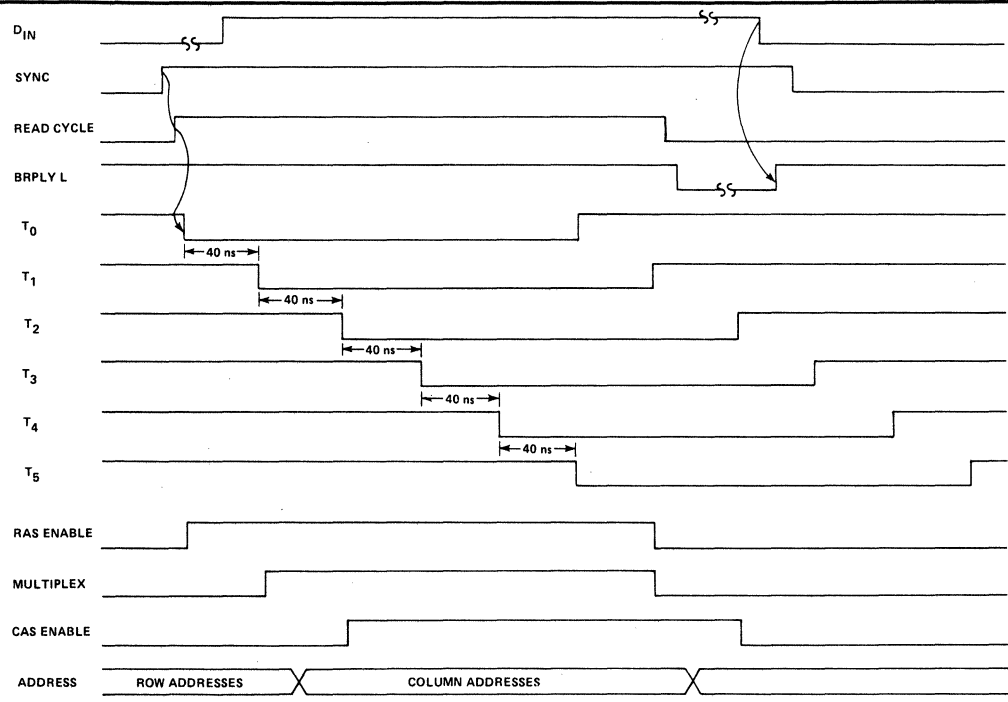 DIN
SYNC
READ CYCLE
BRPLY L
T0
40 ns
T1
40 ns
T2
40 ns
T3
40 ns
T4
40 ns
T5
RAS ENABLE
MULTIPLEX
CAS ENABLE
ADDRESS ROW ADDRESSES COLUMN ADDRESSES